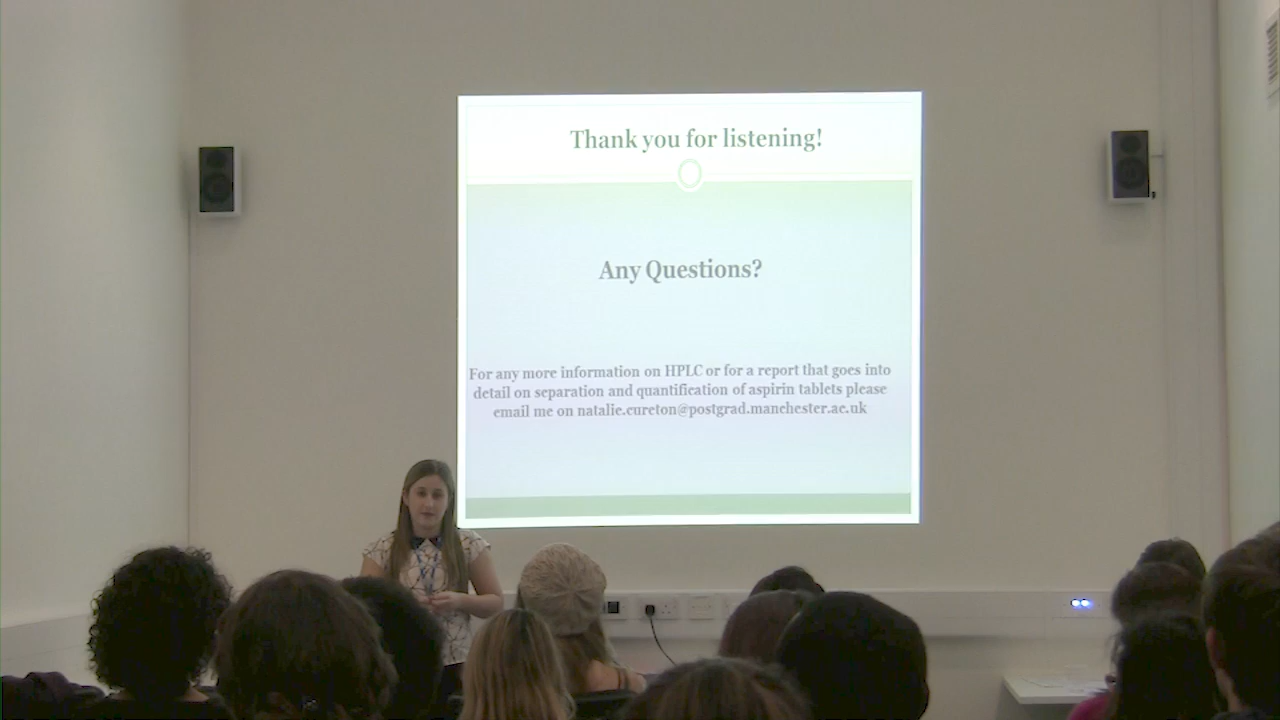 Thank you for listening!
Any Questions?
For any more information on HPLC or for a report that goes into
detail on separation and quantification of aspirin tablets please
email me on natalie.cureton@postgrad.manchester.ac.uk